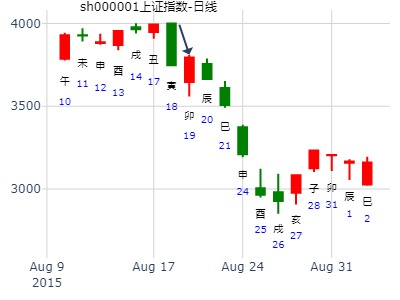 sh000001上证指数-日线
4000
3500
3000
午
10
未
11
申
12
酉
13
戌
14
丑
17
寅
18
卯
19
辰
20
巳
21
申
24
酉
25
戌
26
亥
27
子
28
卯
31
辰
1
巳
2
Aug 9
2015
Aug 17
Aug 24
Aug 31